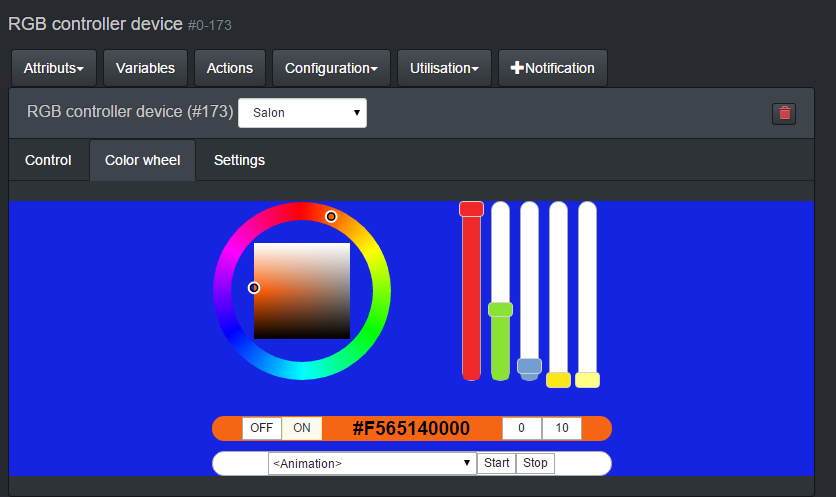 RGB controller device #0-173
Attributs Variables Actions Configuration Utilisation Notification
RGB controller device (#173) Salon
Control Color wheel Settings
OFF ON #F565140000 0 10
<Animation> Start Stop